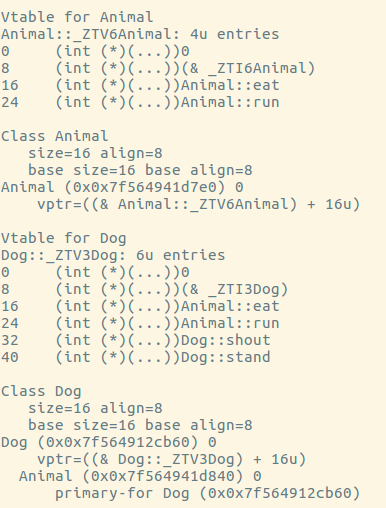 Vtable for Animal
Animal::_ZTV6Animal: 4u entries
0     (int (*)(...))0
8     (int (*)(...))(& _ZTI6Animal)
16    (int (*)(...))Animal::eat
24    (int (*)(...))Animal::run

Class Animal
   size=16 align=8
   base size=16 base align=8
Animal (0x0x7f564941d7e0) 0
    vptr=((& Animal::_ZTV6Animal) + 16u)

Vtable for Dog
Dog::_ZTV3Dog: 6u entries
0     (int (*)(...))0
8     (int (*)(...))(& _ZTI3Dog)
16    (int (*)(...))Animal::eat
24    (int (*)(...))Animal::run
32    (int (*)(...))Dog::shout
40    (int (*)(...))Dog::stand

Class Dog
   size=16 align=8
   base size=16 base align=8
Dog (0x0x7f564912cb60) 0
    vptr=((& Dog::_ZTV3Dog) + 16u)
  Animal (0x0x7f564941d840) 0
      primary-for Dog (0x0x7f564912cb60)